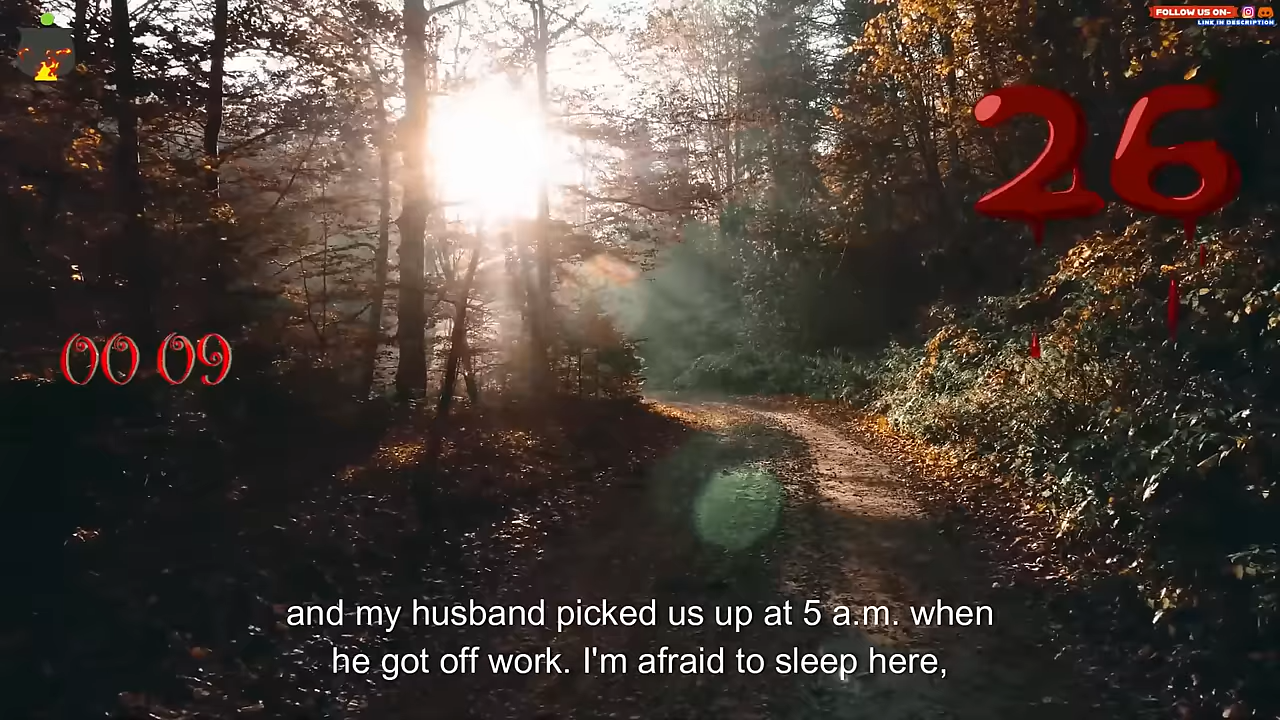 FOLLOW US ON-
LINK IN DESCRIPTION
26
00 09
and my husband picked us up at 5 a.m. when
he got off work. I'm afraid to sleep here,